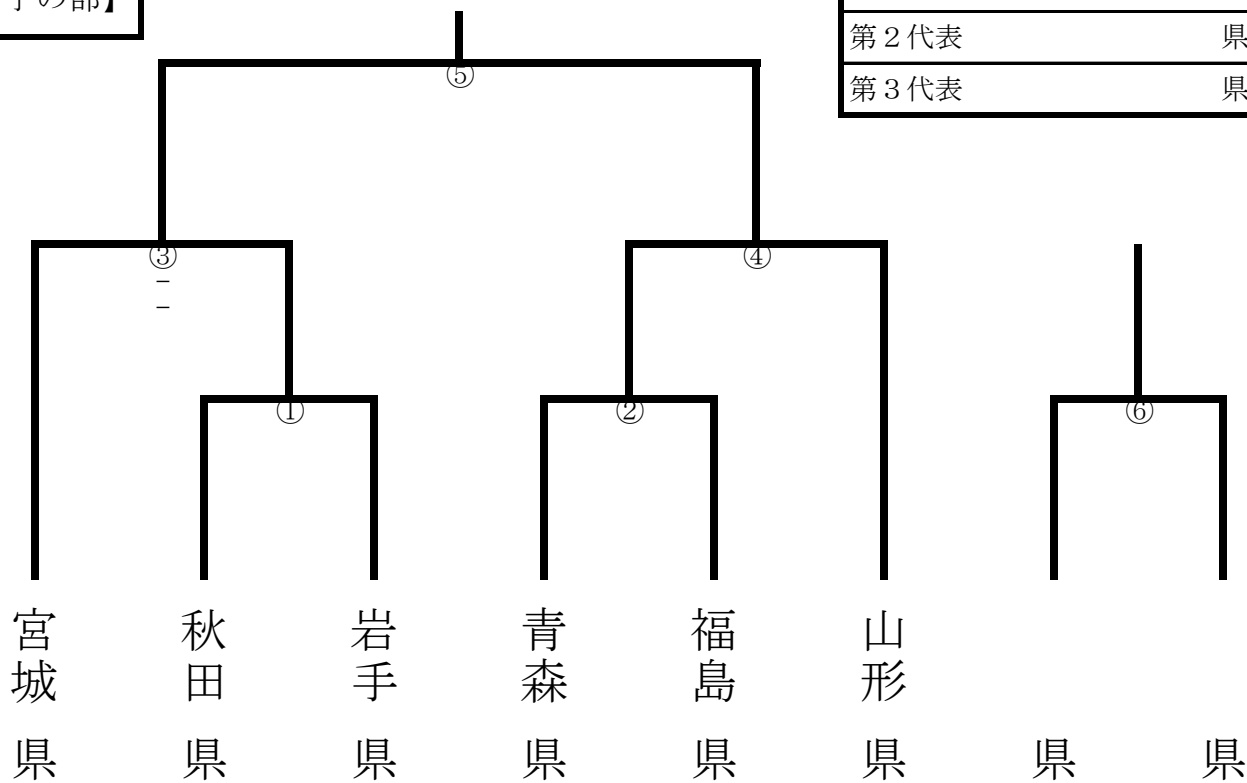 子の部】
第２代表 県
第３代表 県
⑤
③
④
－
－
①
②
⑥
宮城県
秋田県
岩手県
青森県
福島県
山形県
県
県